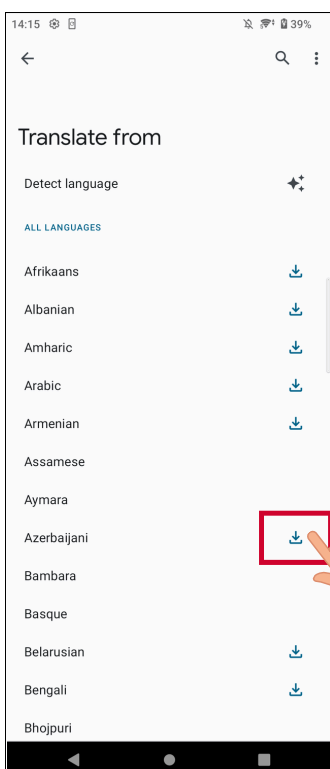 14:15 39%
Translate from
Detect language
ALL LANGUAGES
Afrikaans
Albanian
Amharic
Arabic
Armenian
Assamese
Aymara
Azerbaijani
Bambara
Basque
Belarusian
Bengali
Bhojpuri